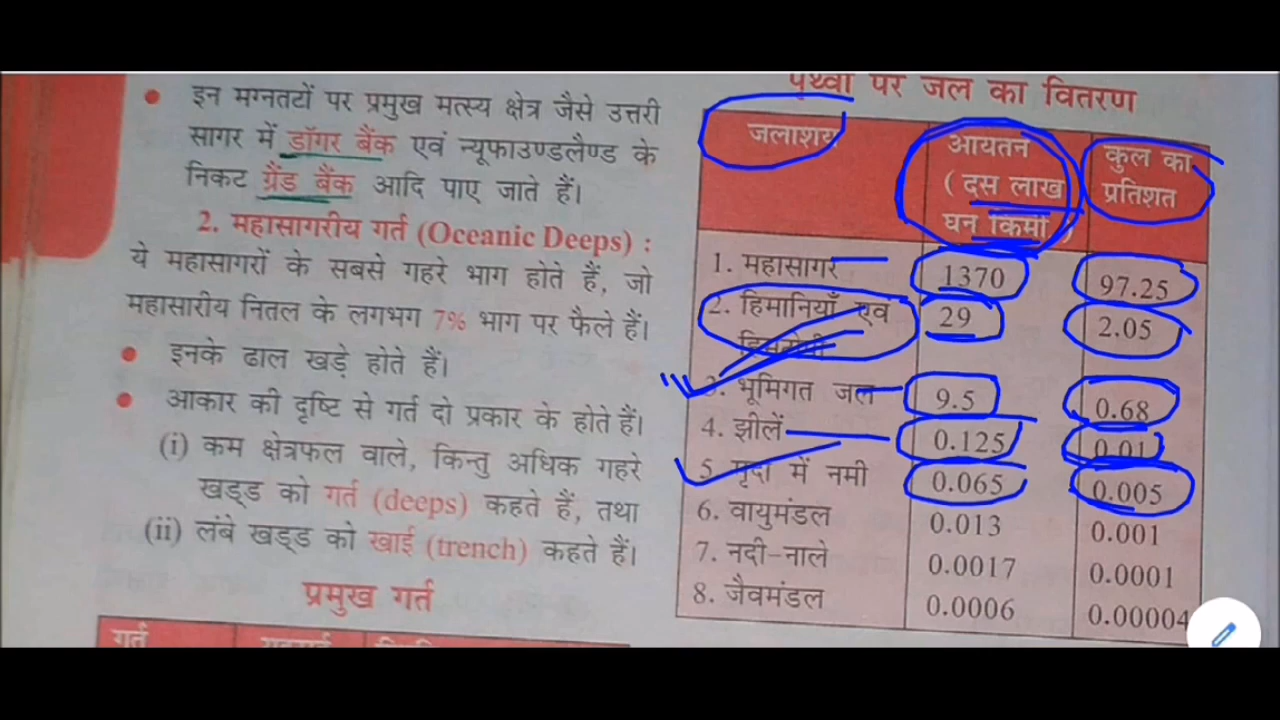 इन मग्नतटों पर प्रमुख मत्स्य क्षेत्र जैसे उत्तरी
सागर में डॉगर बैंक एवं न्यूफाउण्डलैण्ड के
निकट ग्रैंड बैंक आदि पाए जाते हैं।
2. महासागरीय गर्त (Oceanic Deeps) :
ये महासागरों के सबसे गहरे भाग होते हैं, जो
महासारीय नितल के लगभग 7% भाग पर फैले हैं।
इनके ढाल खड़े होते हैं।
आकार की दृष्टि से गर्त दो प्रकार के होते हैं।
(i) कम क्षेत्रफल वाले, किन्तु अधिक गहरे
खड्ड को गर्त (deeps) कहते हैं, तथा
(ii) लंबे खड्ड को खाई (trench) कहते हैं।
प्रमुख गर्त
गर्त
पृथ्वी पर जल का वितरण
जलाशय आयतन (दस लाख घन किमी) कुल का प्रतिशत
1. महासागर 1370 97.25
2. हिमानियाँ एवं 29 2.05
3. भूमिगत जल 9.5 0.68
4. झीलें 0.125 0.01
5. मृदा में नमी 0.065 0.005
6. वायुमंडल 0.013 0.001
7. नदी-नाले 0.0017 0.0001
8. जैवमंडल 0.0006 0.00004